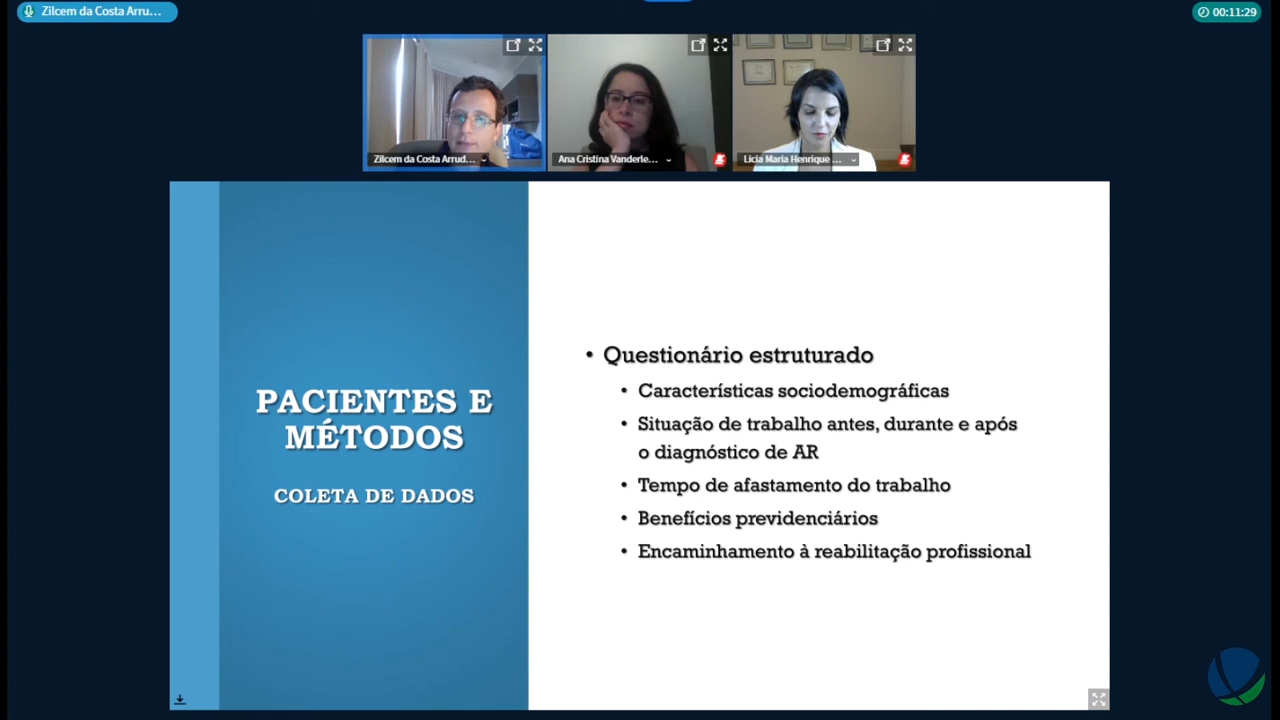 Zilcem da Costa Arru...
00:11:29
Zilcem da Costa Arrud...
Ana Cristina Vanderle...
Licia Maria Henrique ...
PACIENTES E
MÉTODOS
COLETA DE DADOS
• Questionário estruturado
• Características sociodemográficas
• Situação de trabalho antes, durante e após
o diagnóstico de AR
• Tempo de afastamento do trabalho
• Benefícios previdenciários
• Encaminhamento à reabilitação profissional